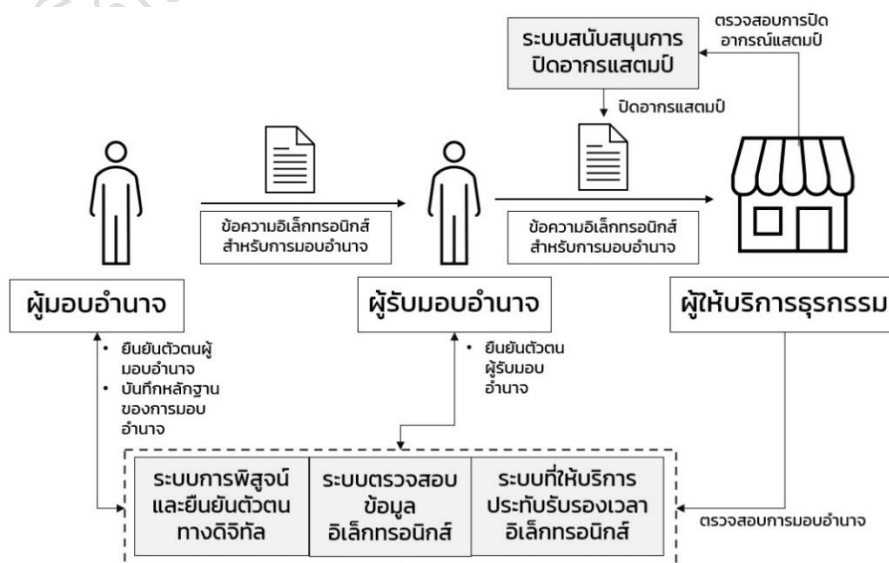 ระบบสนับสนุนการ
ปิดอากรแสตมป์
ตรวจสอบการปิด
อากรณ์แสตมป์
ปิดอากรแสตมป์
ข้อความอิเล็กทรอนิกส์
สำหรับการมอบอำนาจ
ข้อความอิเล็กทรอนิกส์
สำหรับการมอบอำนาจ
ผู้มอบอำนาจ
ผู้รับมอบอำนาจ
ผู้ให้บริการธุรกรรม
• ยืนยันตัวตนผู้
มอบอำนาจ
• บันทึกหลักฐาน
ของการมอบ
อำนาจ
• ยืนยันตัวตน
ผู้รับมอบ
อำนาจ
ระบบการพิสูจน์
และยืนยันตัวตน
ทางดิจิทัล
ระบบตรวจสอบ
ข้อมูล
อิเล็กทรอนิกส์
ระบบที่ให้บริการ
ประทับรับรองเวลา
อิเล็กทรอนิกส์
ตรวจสอบการมอบอำนาจ